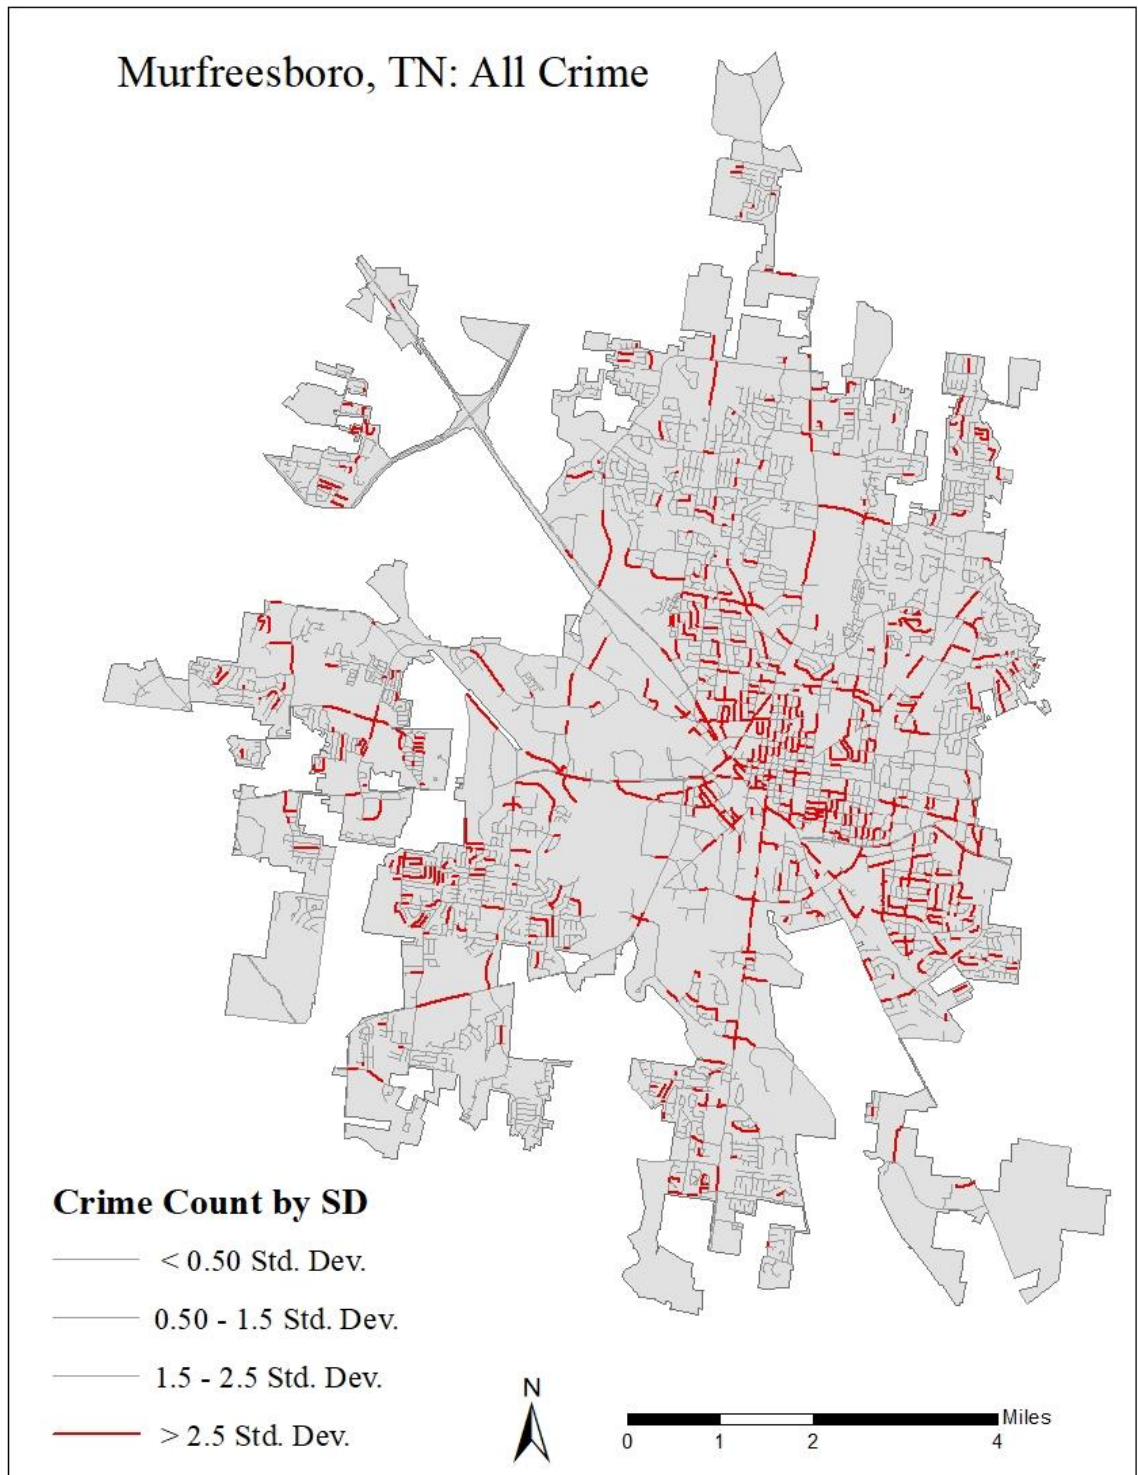 Murfreesboro, TN: All Crime
Crime Count by SD
< 0.50 Std. Dev.
0.50 - 1.5 Std. Dev.
1.5 - 2.5 Std. Dev.
> 2.5 Std. Dev.
N
Miles
0 1 2 4